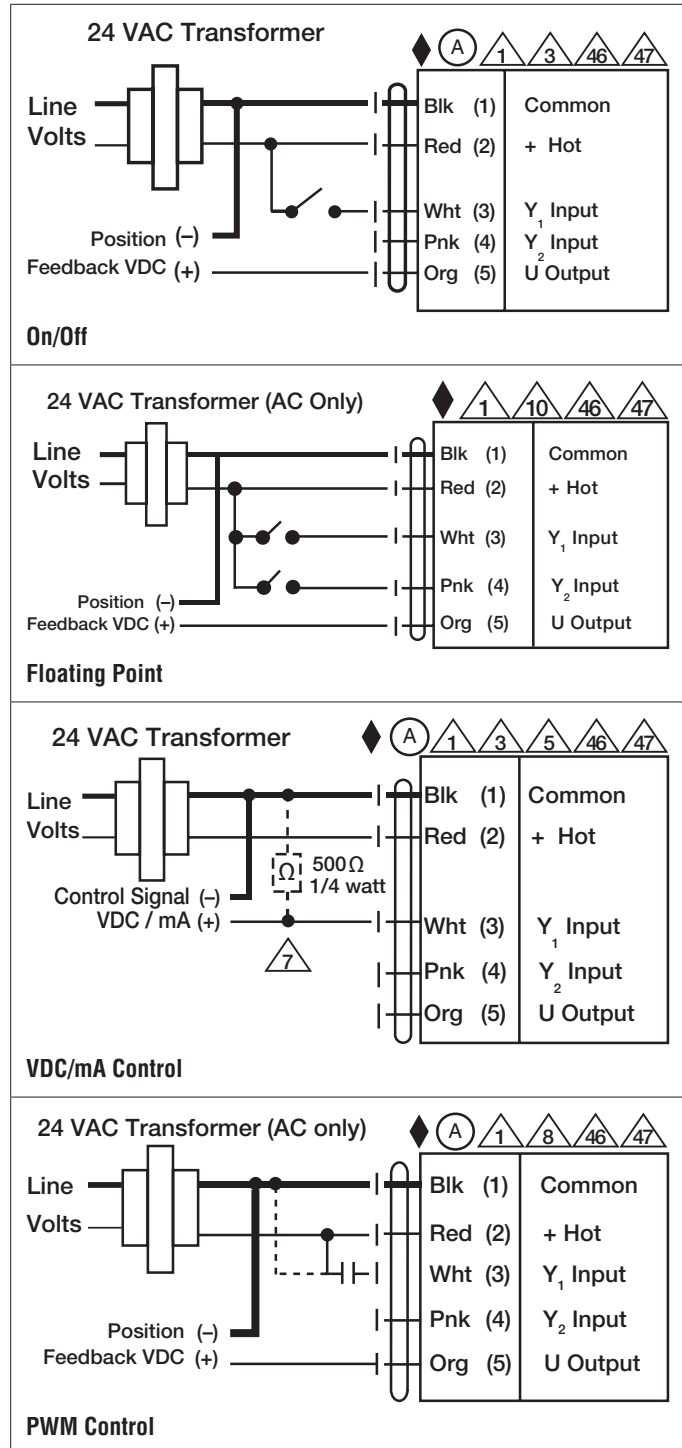 24 VAC Transformer
A 1 3 46 47
Line
Volts
Blk (1) Common
Red (2) + Hot
Wht (3) Y1 Input
Position (–)
Pnk (4) Y2 Input
Feedback VDC (+)
Org (5) U Output
On/Off
24 VAC Transformer (AC Only)
1 10 46 47
Line
Volts
Blk (1) Common
Red (2) + Hot
Wht (3) Y1 Input
Pnk (4) Y2 Input
Position (–)
Feedback VDC (+)
Org (5) U Output
Floating Point
24 VAC Transformer
A 1 3 5 46 47
Line
Volts
Blk (1) Common
Red (2) + Hot
Ω 500Ω
1/4 watt
Control Signal (–)
VDC / mA (+)
Wht (3) Y1 Input
7
Pnk (4) Y2 Input
Org (5) U Output
VDC/mA Control
24 VAC Transformer (AC only)
A 1 8 46 47
Line
Volts
Blk (1) Common
Red (2) + Hot
Wht (3) Y1 Input
Pnk (4) Y2 Input
Position (–)
Feedback VDC (+)
Org (5) U Output
PWM Control